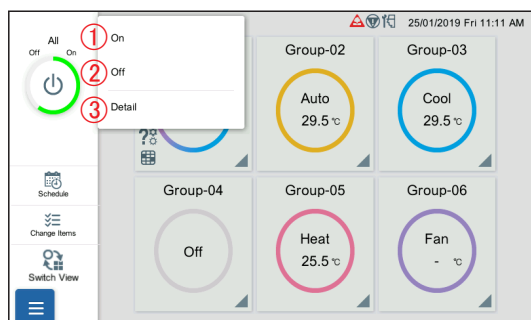 25/01/2019 Fri 11:11 AM
All
Off
On
① On
② Off
③ Detail
Group-02
Auto
29.5 ℃
Group-03
Cool
29.5 ℃
Schedule
Change Items
Switch View
Group-04
Off
Group-05
Heat
25.5 ℃
Group-06
Fan
- ℃